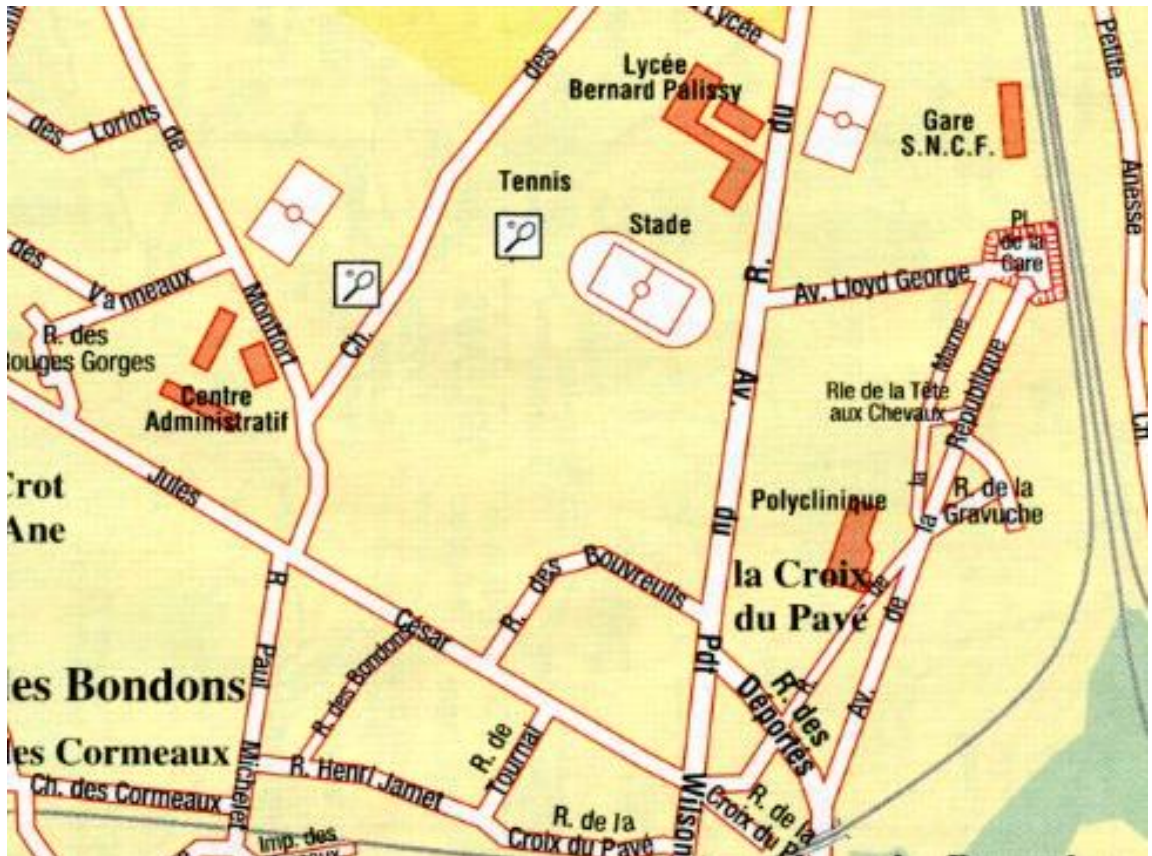 Lycée
des
Lycée
Bernard Palissy
Petite
des Loriots de
du
Gare
S.N.C.F.
Anesse
Tennis
Stade
Pl.
de la
Gare
des
Vanneaux
R.
Av. Lloyd George
Montfort
R. des
Rouges Gorges
Ch.
Marne
République
Centre
Administratif
Av.
Rle de la Tête
aux Chevaux
Ch.
Jules
Crot
Ane
Polyclinique
la
R. de la
Gravuche
du
la
la Croix
du Pavé
de
de
R. des Bouvreuils
R.
César
Paul
R. des Bondons
Pdt
les Bondons
R. des
Déportés
R.
Av.
R. de
Tournai
les Cormeaux
Michelet
R. Henri Jamet
Ch. des Cormeaux
Wilson
R. de la
Croix du P
R. de la
Croix du Pavé
Imp. des